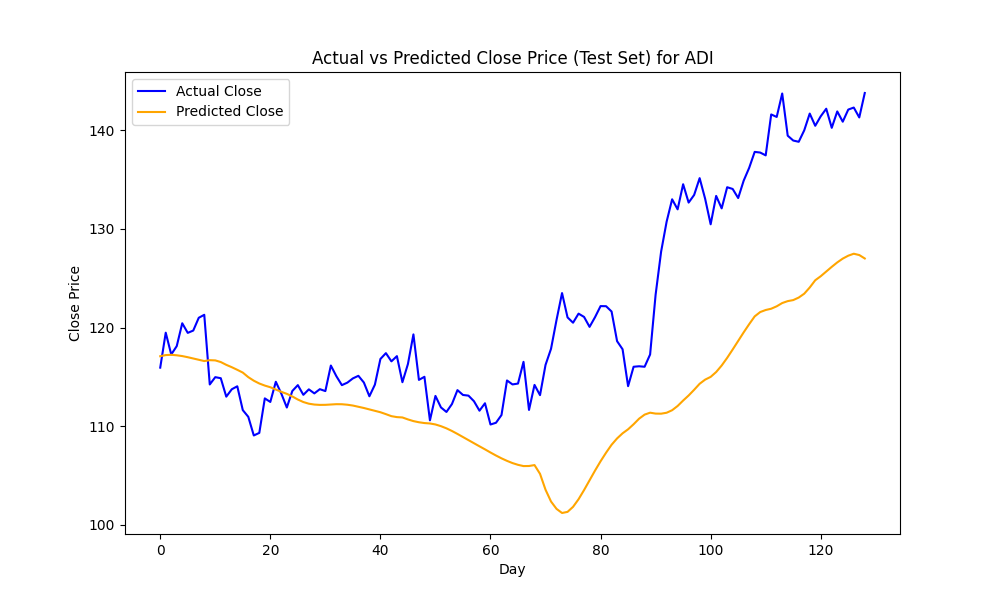 Actual vs Predicted Close Price (Test Set) for ADI
Actual Close
Predicted Close
Close Price
140
130
120
110
100
0 20 40 60 80 100 120
Day